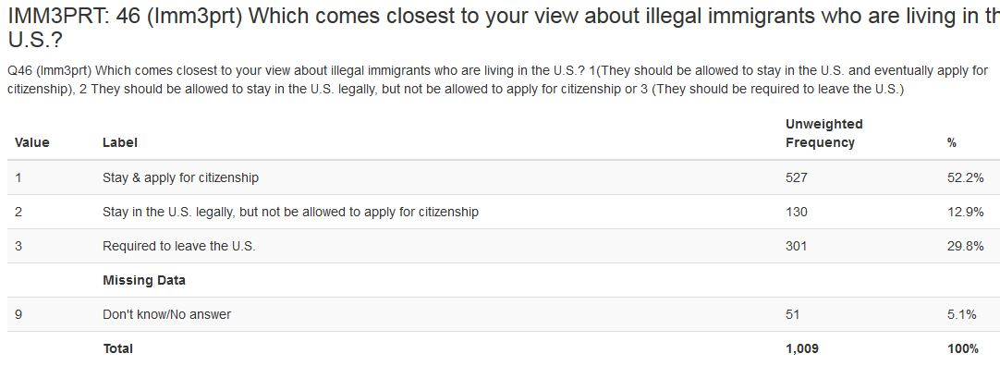 IMM3PRT: 46 (Imm3prt) Which comes closest to your view about illegal immigrants who are living in th
U.S.?
Q46 (Imm3prt) Which comes closest to your view about illegal immigrants who are living in the U.S.? 1(They should be allowed to stay in the U.S. and eventually apply for
citizenship), 2 They should be allowed to stay in the U.S. legally, but not be allowed to apply for citizenship or 3 (They should be required to leave the U.S.)
Value Label Unweighted Frequency %
1 Stay & apply for citizenship 527 52.2%
2 Stay in the U.S. legally, but not be allowed to apply for citizenship 130 12.9%
3 Required to leave the U.S. 301 29.8%
Missing Data
9 Don't know/No answer 51 5.1%
Total 1,009 100%